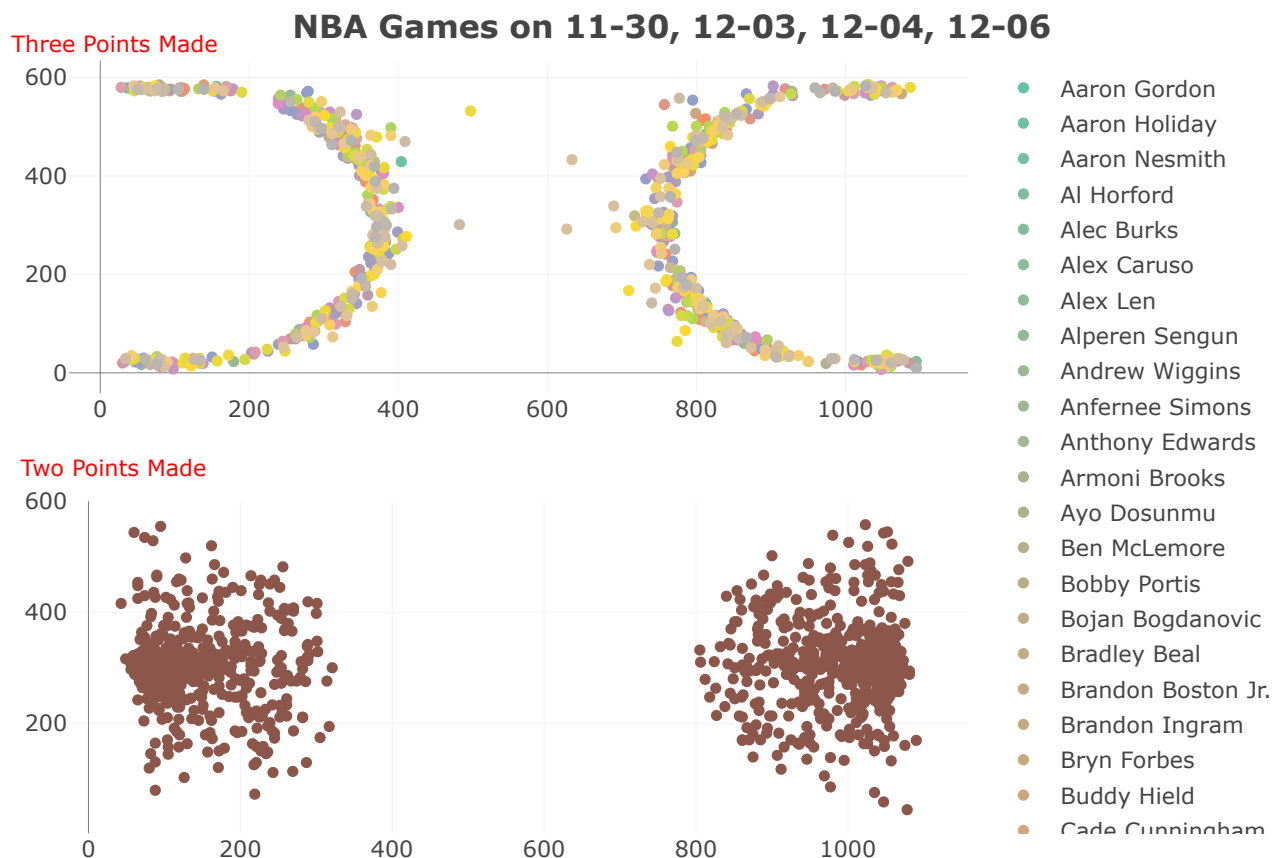 NBA Games on 11-30, 12-03, 12-04, 12-06
Three Points Made
600
400
200
0
0 200 400 600 800 1000
Two Points Made
600
400
200
0 200 400 600 800 1000
Aaron Gordon
Aaron Holiday
Aaron Nesmith
Al Horford
Alec Burks
Alex Caruso
Alex Len
Alperen Sengun
Andrew Wiggins
Anfernee Simons
Anthony Edwards
Armoni Brooks
Ayo Dosunmu
Ben McLemore
Bobby Portis
Bojan Bogdanovic
Bradley Beal
Brandon Boston Jr.
Brandon Ingram
Bryn Forbes
Buddy Hield
Cade Cunningham